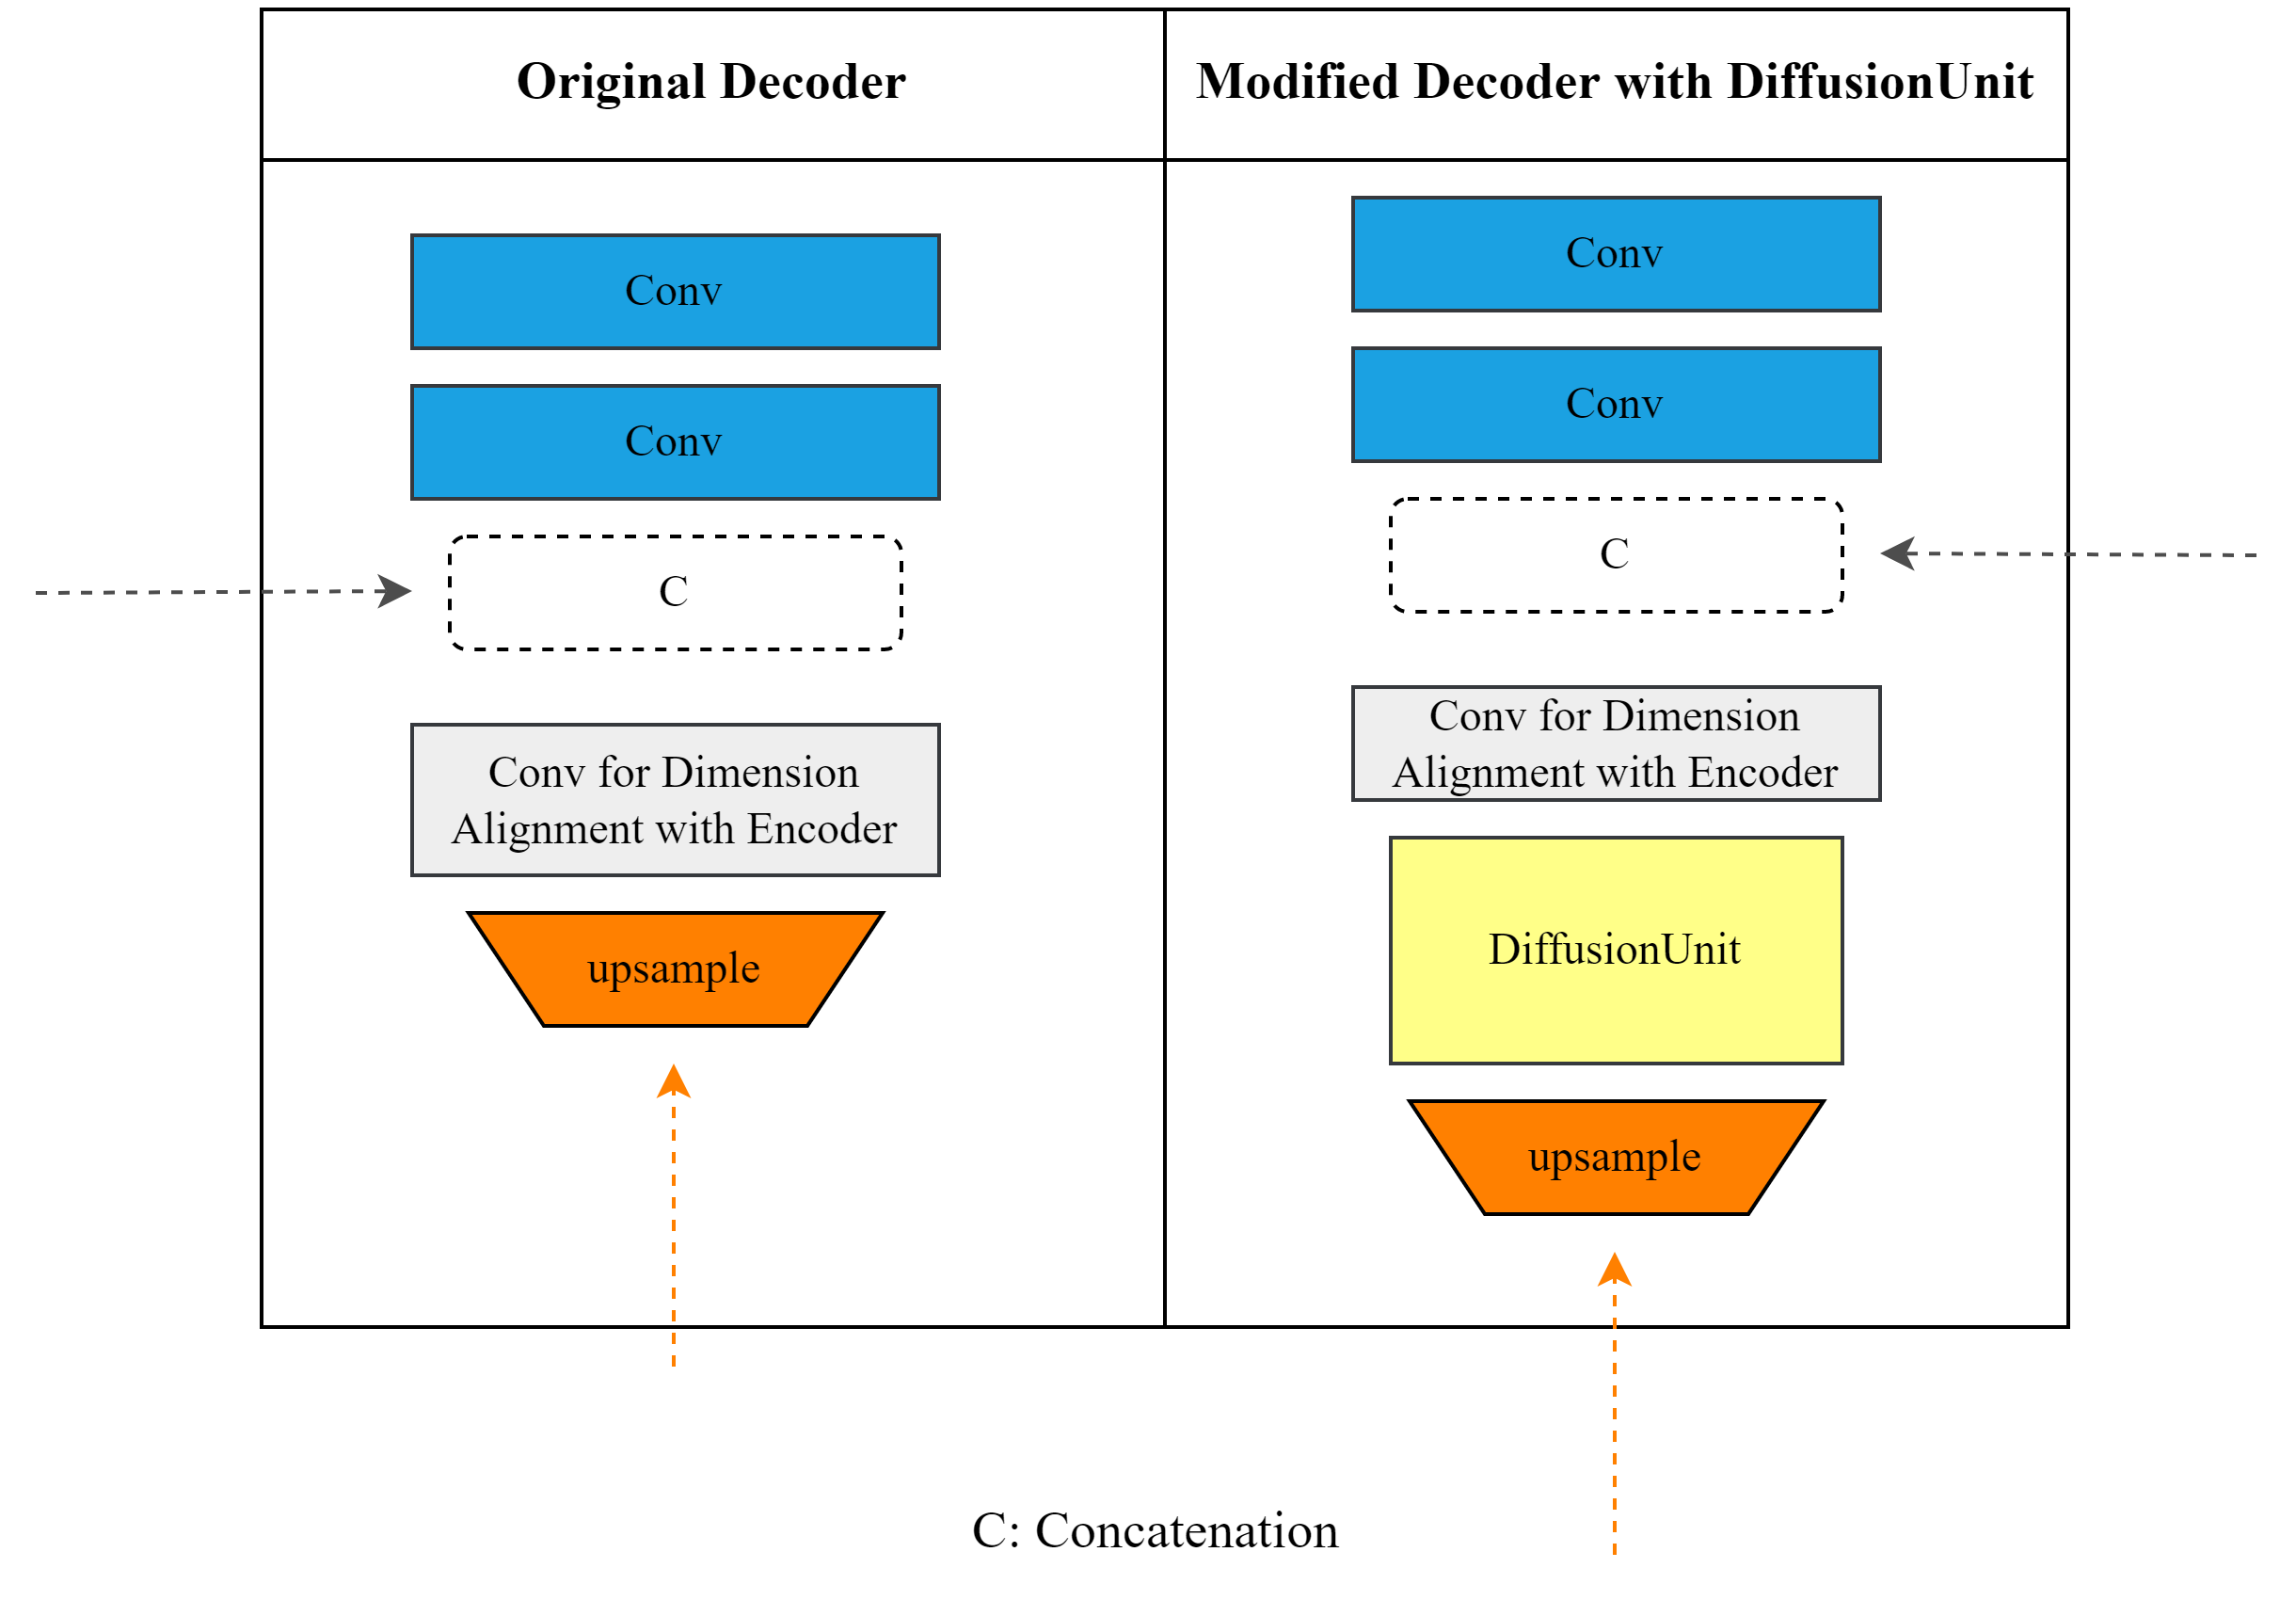 Original Decoder
Modified Decoder with DiffusionUnit
Conv
Conv
C
Conv for Dimension
Alignment with Encoder
upsample
Conv
Conv
C
Conv for Dimension
Alignment with Encoder
DiffusionUnit
upsample
C: Concatenation